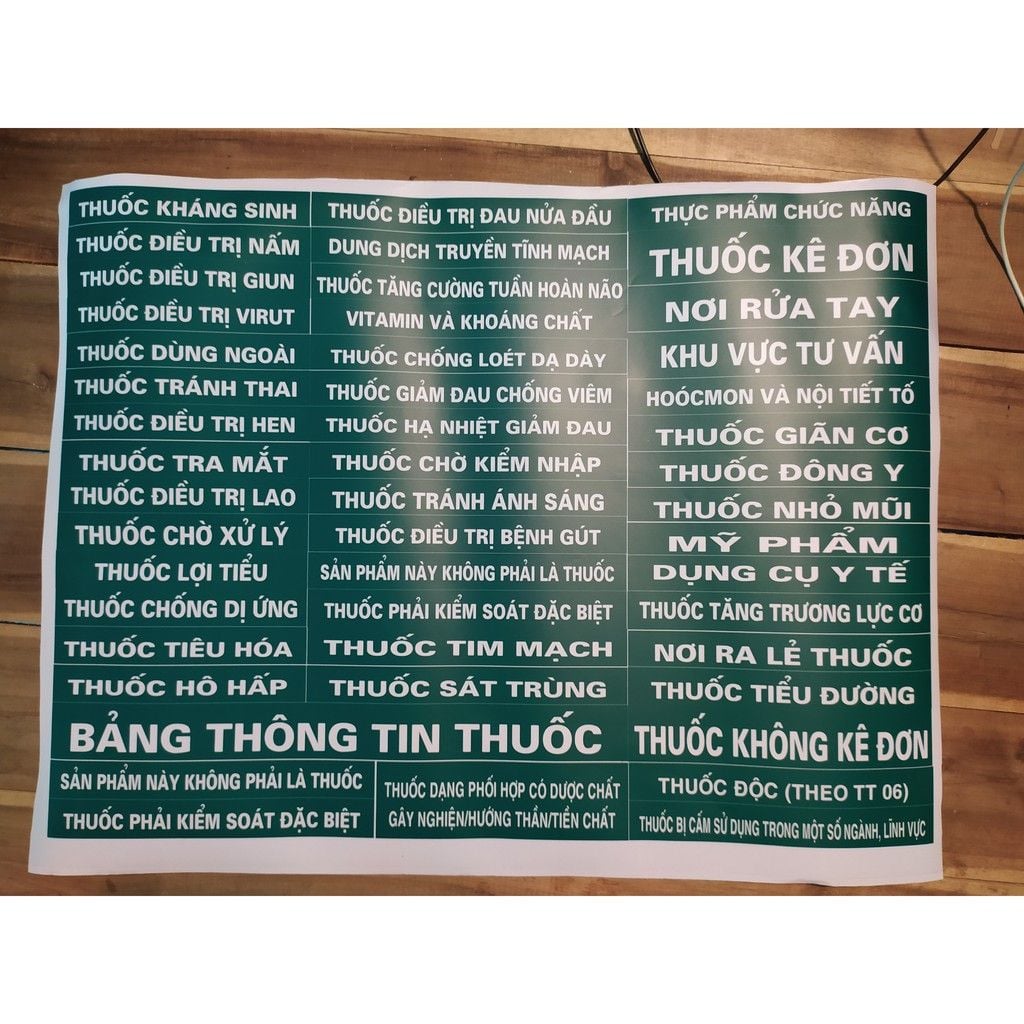 THUỐC KHÁNG SINH
THUỐC ĐIỀU TRỊ NẤM
THUỐC ĐIỀU TRỊ GIUN
THUỐC ĐIỀU TRỊ VIRUT
THUỐC DÙNG NGOÀI
THUỐC TRÁNH THAI
THUỐC ĐIỀU TRỊ HEN
THUỐC TRA MẮT
THUỐC ĐIỀU TRỊ LAO
THUỐC CHỜ XỬ LÝ
THUỐC LỢI TIỂU
THUỐC CHỐNG DỊ ỨNG
THUỐC TIÊU HÓA
THUỐC HÔ HẤP
THUỐC ĐIỀU TRỊ ĐAU NỬA ĐẦU
DUNG DỊCH TRUYỀN TĨNH MẠCH
THUỐC TĂNG CƯỜNG TUẦN HOÀN NÃO
VITAMIN VÀ KHOÁNG CHẤT
THUỐC CHỐNG LOÉT DẠ DÀY
THUỐC GIẢM ĐAU CHỐNG VIÊM
THUỐC HẠ NHIỆT GIẢM ĐAU
THUỐC CHỜ KIỂM NHẬP
THUỐC TRÁNH ÁNH SÁNG
THUỐC ĐIỀU TRỊ BỆNH GÚT
SẢN PHẨM NÀY KHÔNG PHẢI LÀ THUỐC
THUỐC PHẢI KIỂM SOÁT ĐẶC BIỆT
THUỐC TIM MẠCH
THUỐC SÁT TRÙNG
THỰC PHẨM CHỨC NĂNG
THUỐC KÊ ĐƠN
NƠI RỬA TAY
KHU VỰC TƯ VẤN
HOÓCMON VÀ NỘI TIẾT TỐ
THUỐC GIÃN CƠ
THUỐC ĐÔNG Y
THUỐC NHỎ MŨI
MỸ PHẨM
DỤNG CỤ Y TẾ
THUỐC TĂNG TRƯƠNG LỰC CƠ
NƠI RA LẺ THUỐC
THUỐC TIỂU ĐƯỜNG
BẢNG THÔNG TIN THUỐC
THUỐC KHÔNG KÊ ĐƠN
SẢN PHẨM NÀY KHÔNG PHẢI LÀ THUỐC
THUỐC PHẢI KIỂM SOÁT ĐẶC BIỆT
THUỐC DẠNG PHỐI HỢP CÓ DƯỢC CHẤT
GÂY NGHIỆN/HƯỚNG THẦN/TIỀN CHẤT
THUỐC ĐỘC (THEO TT 06)
THUỐC BỊ CẤM SỬ DỤNG TRONG MỘT SỐ NGÀNH, LĨNH VỰC